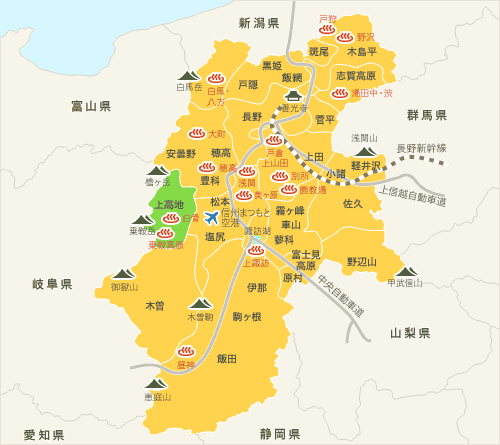 新潟県
戸狩
野沢
斑尾
木島平
黒姫
飯綱
志賀高原
白馬岳
白馬・
八方
戸隠
湯田中・渋
富山県
善光寺
長野
菅平
群馬県
大町
浅間山
長野新幹線
安曇野
穂高
戸倉
上山田
上田
軽井沢
穂高
別所
小諸
槍ヶ岳
豊科
浅間
鹿教湯
上信越自動車道
美ヶ原
上高地
松本
佐久
白骨
信州まつもと
空港
霧ヶ峰
車山
乗鞍岳
乗鞍高原
塩尻
諏訪湖
蓼科
上諏訪
富士見
高原
野辺山
御嶽山
原村
甲武信山
岐阜県
伊那
中央自動車道
木曽
木曽駒
駒ヶ根
山梨県
昼神
飯田
恵庭山
愛知県
静岡県